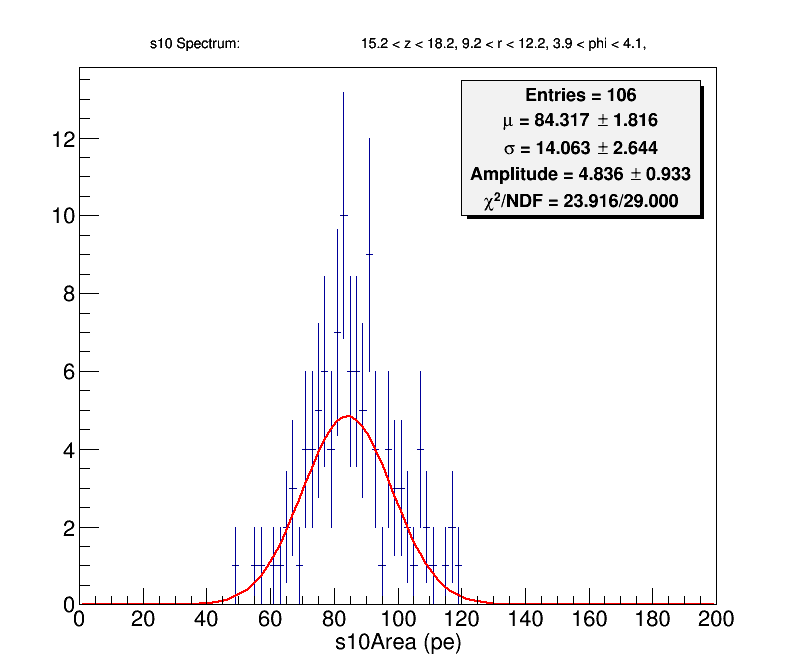 s10 Spectrum: 15.2 < z < 18.2, 9.2 < r < 12.2, 3.9 < phi < 4.1,
Entries = 106
μ = 84.317 ± 1.816
σ = 14.063 ± 2.644
Amplitude = 4.836 ± 0.933
χ²/NDF = 23.916/29.000
12
10
8
6
4
2
0
0 20 40 60 80 100 120 140 160 180 200
s10Area (pe)